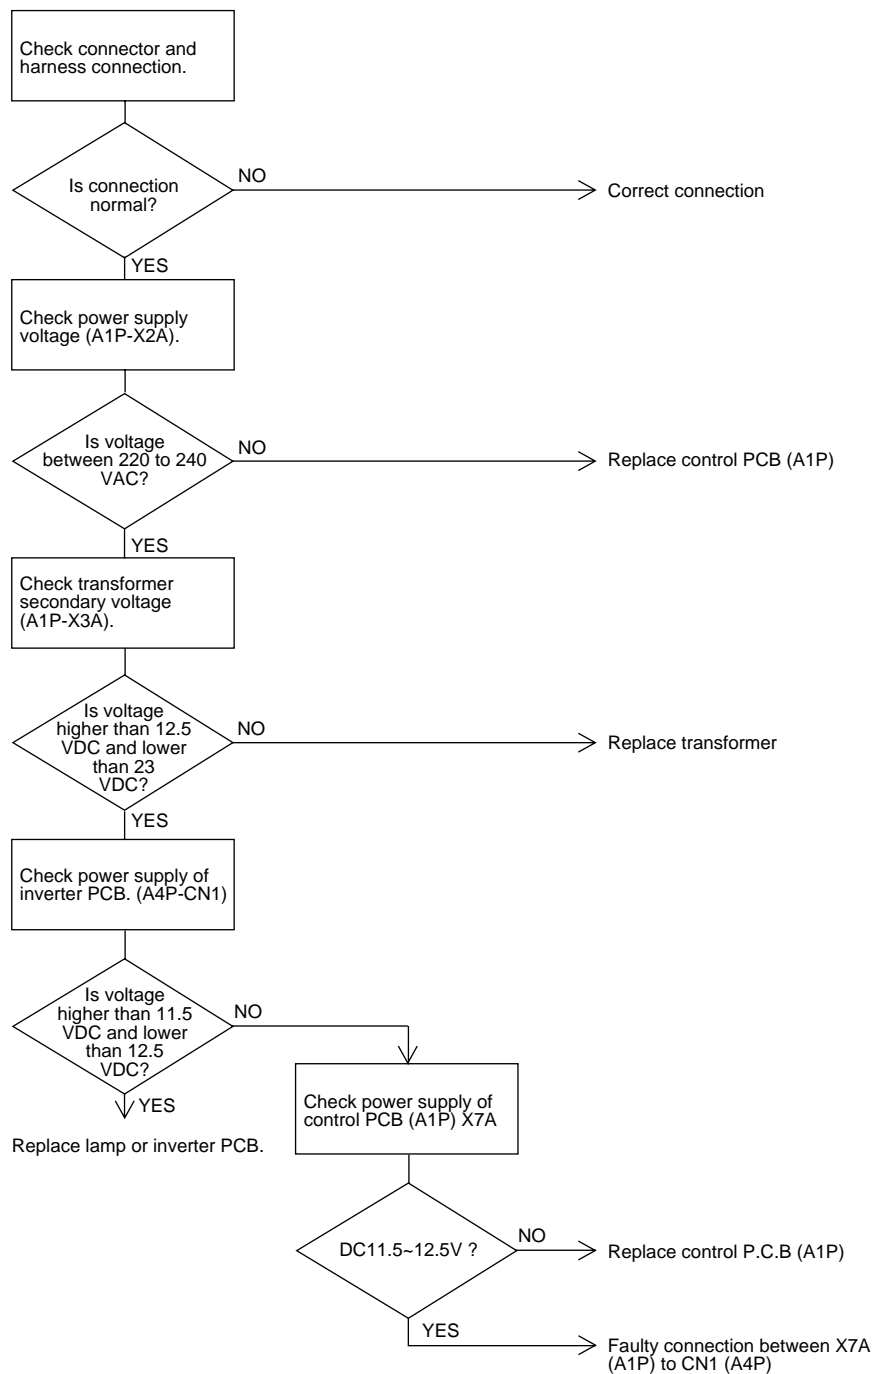 Check connector and
harness connection.
Is connection
normal?
NO
Correct connection
YES
Check power supply
voltage (A1P-X2A).
Is voltage
between 220 to 240
VAC?
NO
Replace control PCB (A1P)
YES
Check transformer
secondary voltage
(A1P-X3A).
Is voltage
higher than 12.5
VDC and lower
than 23
VDC?
NO
Replace transformer
YES
Check power supply of
inverter PCB. (A4P-CN1)
Is voltage
higher than 11.5
VDC and lower
than 12.5
VDC?
NO
YES
Replace lamp or inverter PCB.
Check power supply of
control PCB (A1P) X7A
DC11.5~12.5V ?
NO
Replace control P.C.B (A1P)
YES
Faulty connection between X7A
(A1P) to CN1 (A4P)